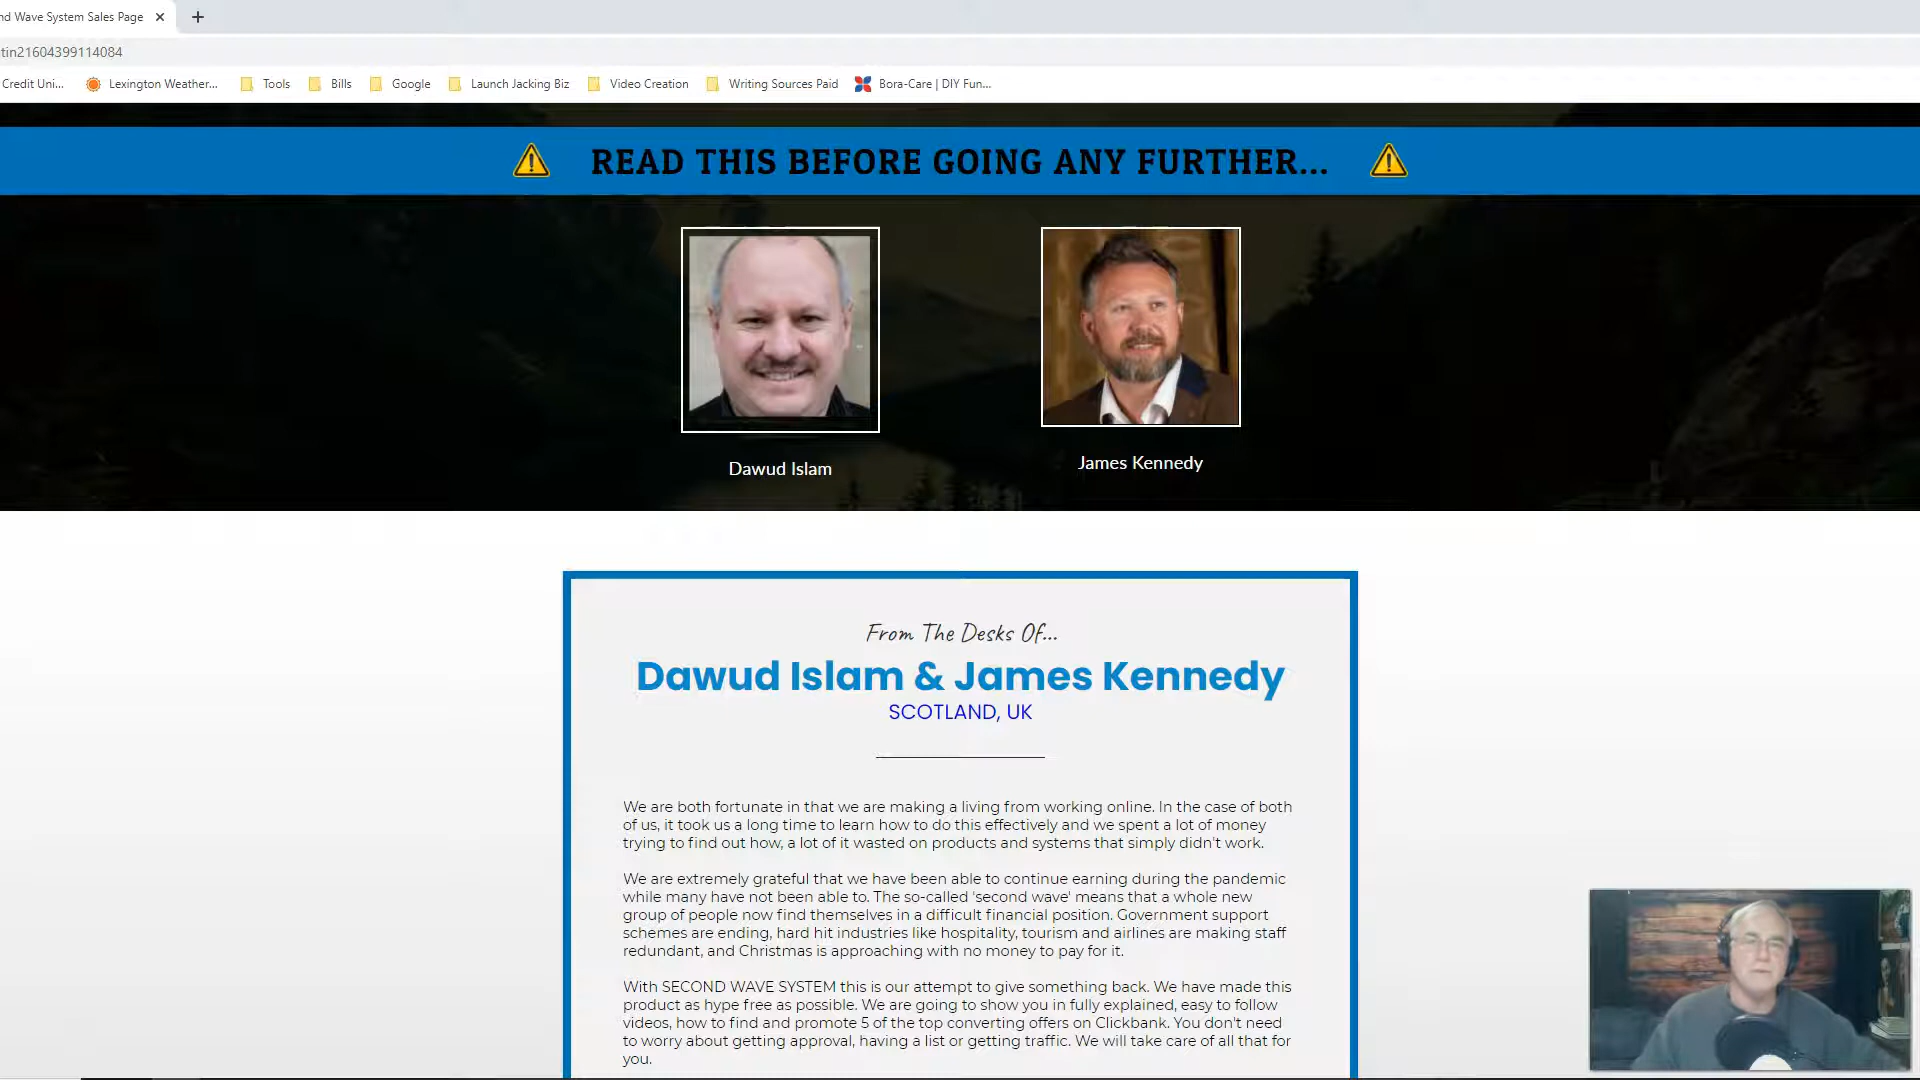 nd Wave System Sales Page
tin21604399114084
Credit Uni...
Lexington Weather...
Tools
Bills
Google
Launch Jacking Biz
Video Creation
Writing Sources Paid
Bora-Care | DIY Fun...
READ THIS BEFORE GOING ANY FURTHER...
Dawud Islam
James Kennedy
From The Desks Of...
Dawud Islam & James Kennedy
SCOTLAND, UK
We are both fortunate in that we are making a living from working online. In the case of both
of us, it took us a long time to learn how to do this effectively and we spent a lot of money
trying to find out how, a lot of it wasted on products and systems that simply didn't work.
We are extremely grateful that we have been able to continue earning during the pandemic
while many have not been able to. The so-called 'second wave' means that a whole new
group of people now find themselves in a difficult financial position. Government support
schemes are ending, hard hit industries like hospitality, tourism and airlines are making staff
redundant, and Christmas is approaching with no money to pay for it.
With SECOND WAVE SYSTEM this is our attempt to give something back. We have made this
product as hype free as possible. We are going to show you in fully explained, easy to follow
videos, how to find and promote 5 of the top converting offers on Clickbank. You don't need
to worry about getting approval, having a list or getting traffic. We will take care of all that for
you.